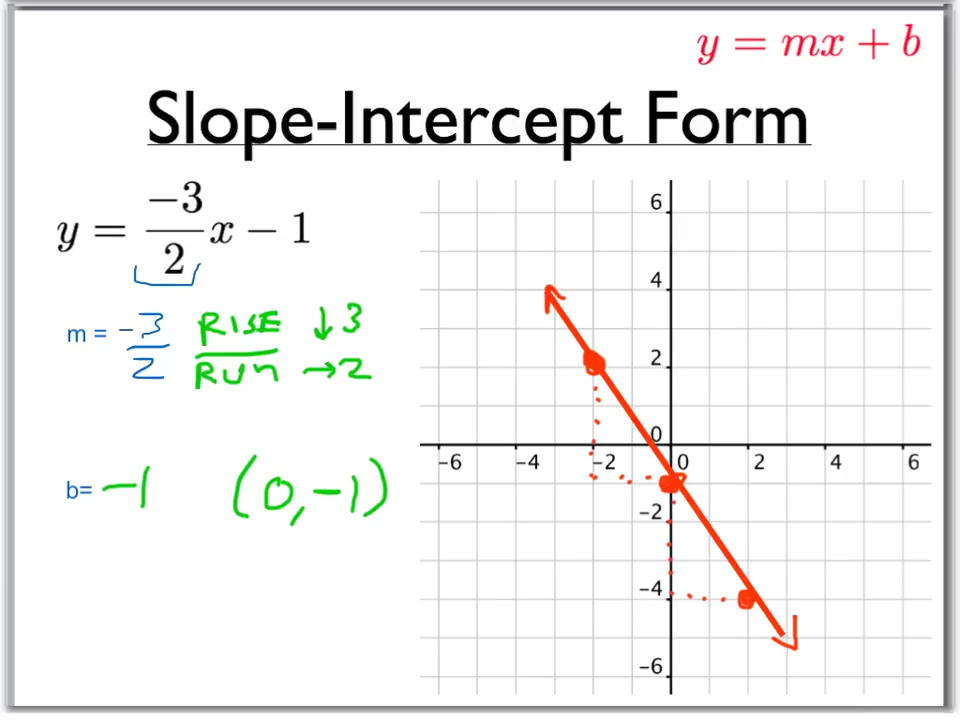 y = mx + b
Slope-Intercept Form
y = −3/2 x − 1
m = −3/2 RISE/RUN ↓3 →2
b= −1 (0,−1)
6
4
2
0
−6 −4 −2 0 2 4 6
−2
−4
−6